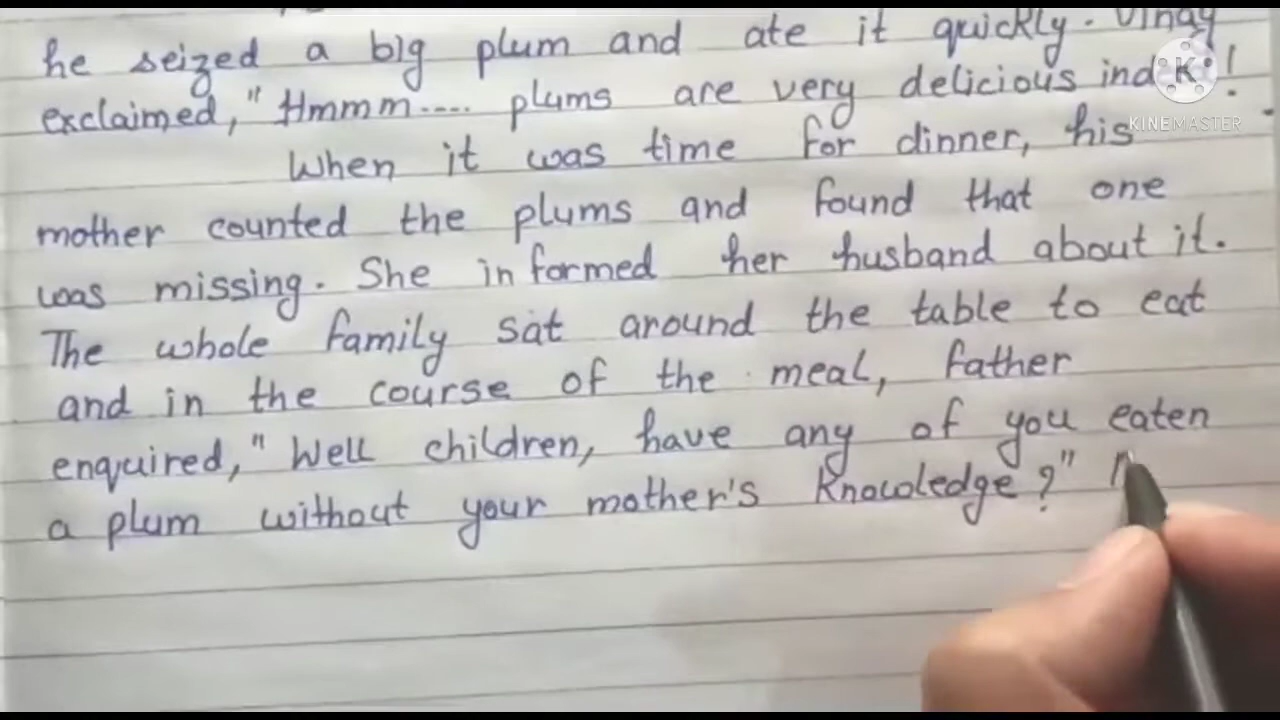 he seized a big plum and ate it quickly. Vinay
exclaimed, "Hmmm.... plums are very delicious ind !
KINEMASTER
When it was time for dinner, his
mother counted the plums and found that one
was missing. She informed her husband about it.
The whole family sat around the table to eat
and in the course of the meal, father
enquired, "Well children, have any of you eaten
a plum without your mother's knowledge?"